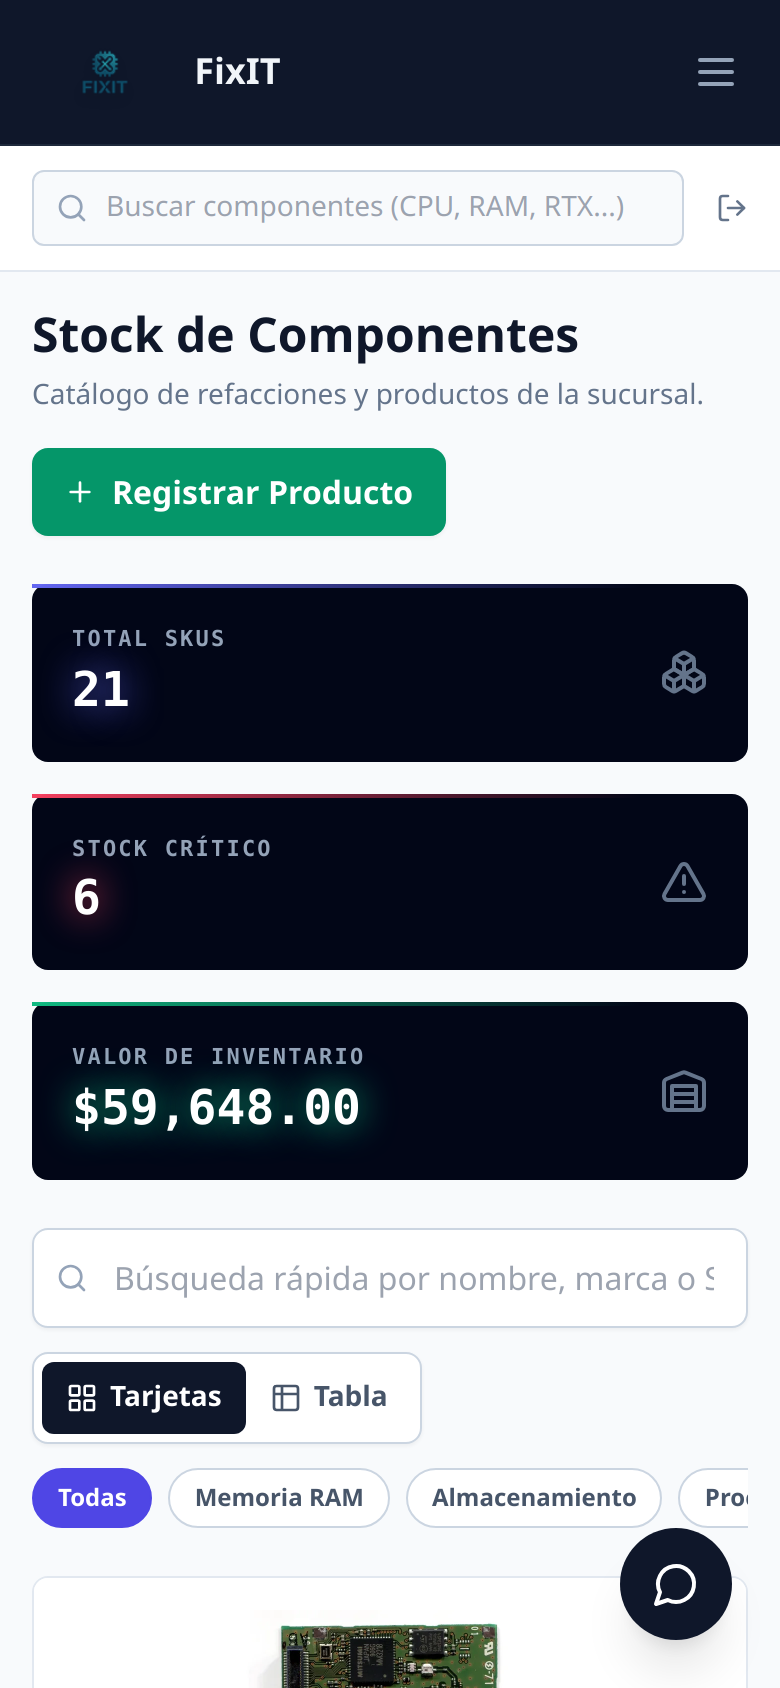 FIXIT
FixIT
Buscar componentes (CPU, RAM, RTX...)
Stock de Componentes
Catálogo de refacciones y productos de la sucursal.
Registrar Producto
TOTAL SKUS
21
STOCK CRÍTICO
6
VALOR DE INVENTARIO
$59,648.00
Búsqueda rápida por nombre, marca o S
Tarjetas
Tabla
Todas
Memoria RAM
Almacenamiento